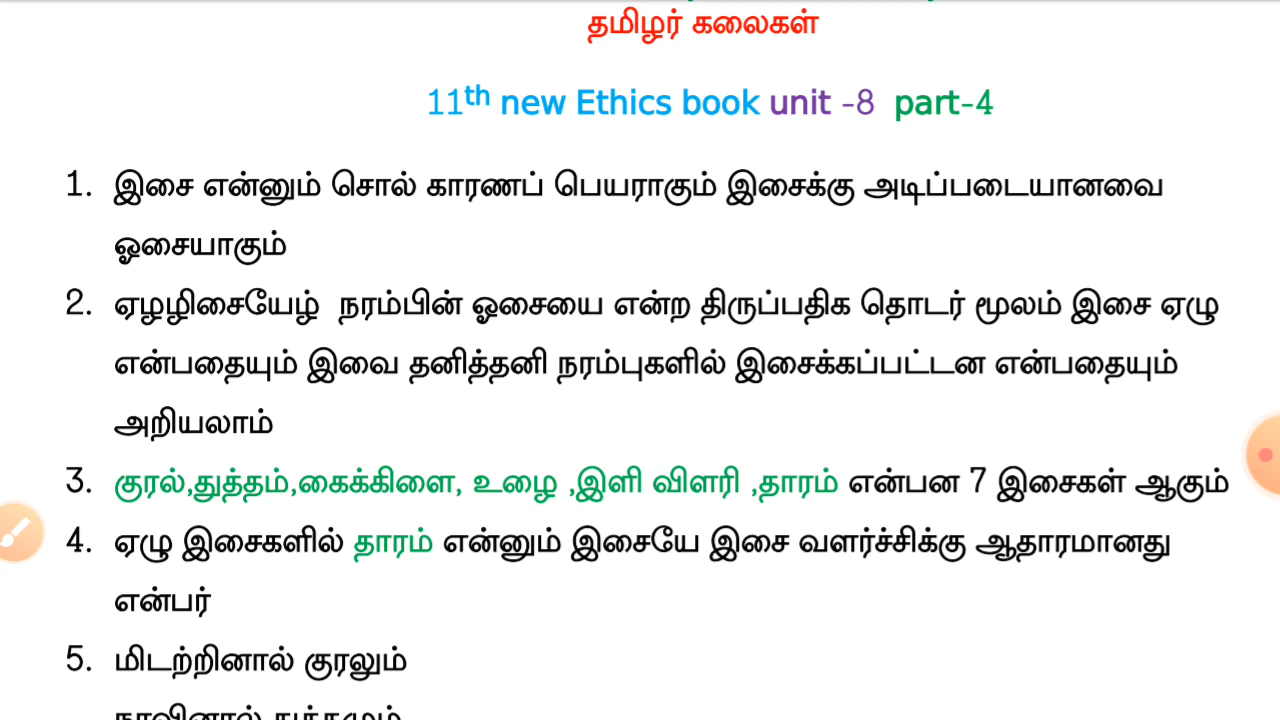 தமிழர் கலைகள்
11th new Ethics book unit -8 part-4
1. இசை என்னும் சொல் காரணப் பெயராகும் இசைக்கு அடிப்படையானவை
ஓசையாகும்
2. ஏழழிசையேழ் நரம்பின் ஓசையை என்ற திருப்பதிக தொடர் மூலம் இசை ஏழு
என்பதையும் இவை தனித்தனி நரம்புகளில் இசைக்கப்பட்டன என்பதையும்
அறியலாம்
3. குரல்,துத்தம்,கைக்கிளை, உழை ,இளி விளரி ,தாரம் என்பன 7 இசைகள் ஆகும்
4. ஏழு இசைகளில் தாரம் என்னும் இசையே இசை வளர்ச்சிக்கு ஆதாரமானது
என்பர்
5. மிடற்றினால் குரலும்
நாவினால் துத்தமும்